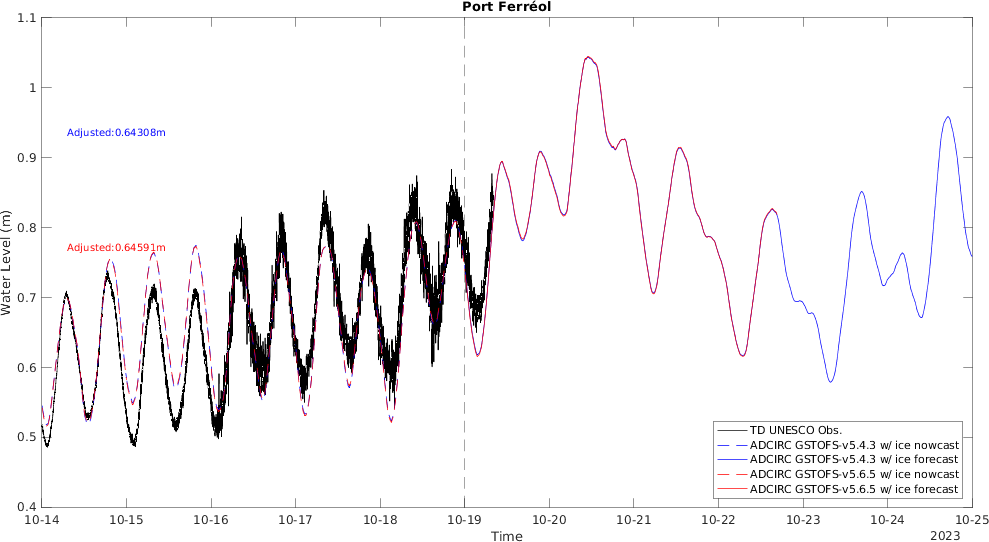 Port Ferréol
1.1
1
0.9
0.8
0.7
0.6
0.5
0.4
Water Level (m)
Adjusted:0.64308m
Adjusted:0.64591m
TD UNESCO Obs.
ADCIRC GSTOFS-v5.4.3 w/ ice nowcast
ADCIRC GSTOFS-v5.4.3 w/ ice forecast
ADCIRC GSTOFS-v5.6.5 w/ ice nowcast
ADCIRC GSTOFS-v5.6.5 w/ ice forecast
10-14 10-15 10-16 10-17 10-18 10-19 10-20 10-21 10-22 10-23 10-24 10-25
Time
2023